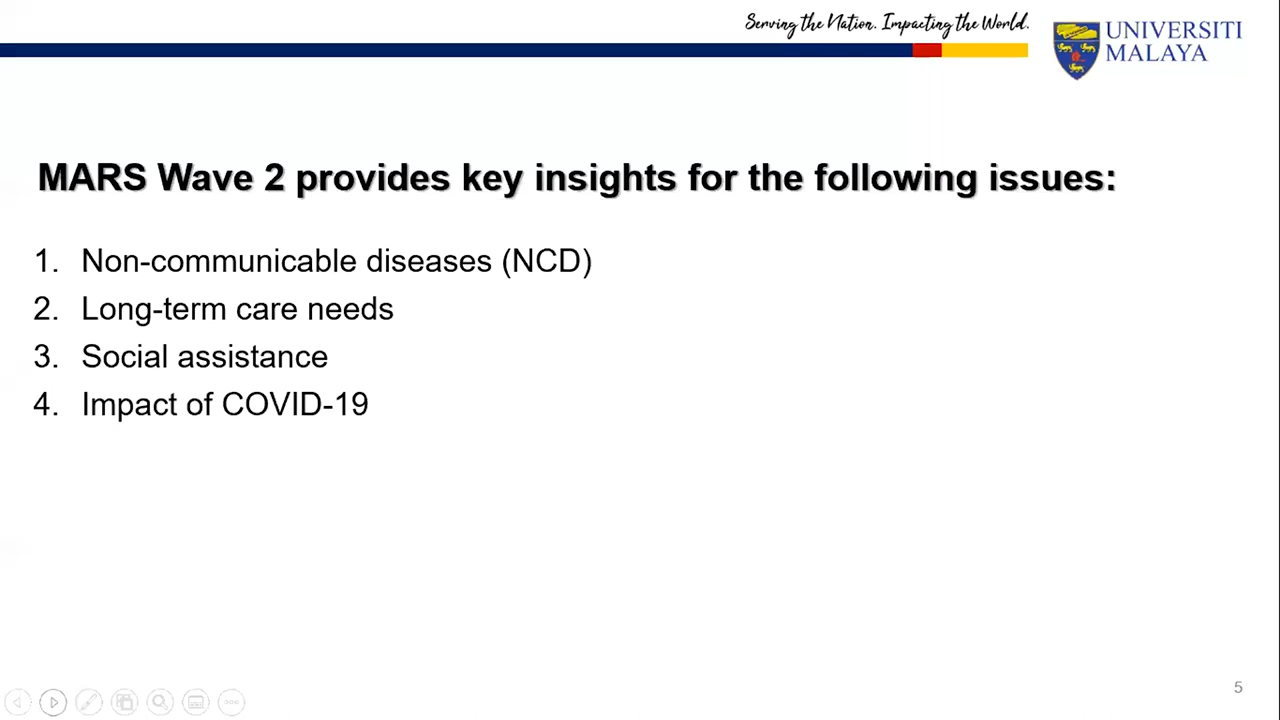 Serving the Nation. Impacting the World.
UNIVERSITI
MALAYA
MARS Wave 2 provides key insights for the following issues:
1. Non-communicable diseases (NCD)
2. Long-term care needs
3. Social assistance
4. Impact of COVID-19
5